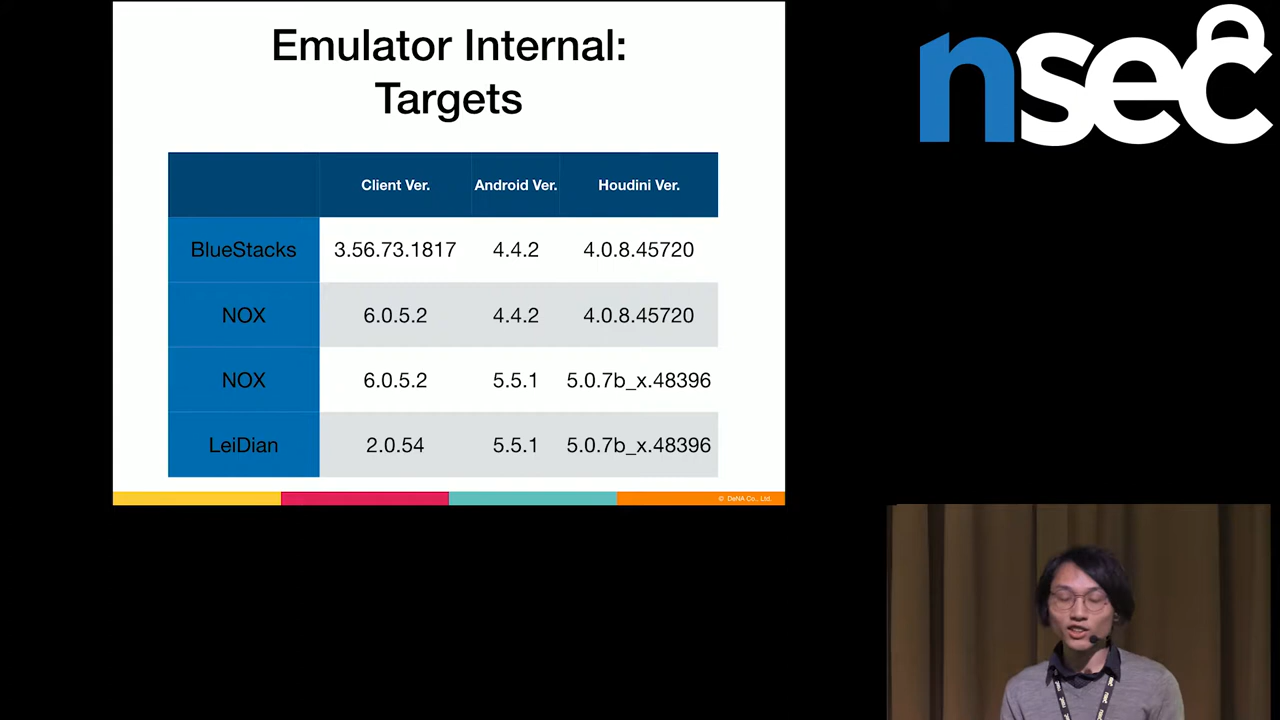 Emulator Internal:
Targets
nsec
Client Ver. Android Ver. Houdini Ver.
BlueStacks 3.56.73.1817 4.4.2 4.0.8.45720
NOX 6.0.5.2 4.4.2 4.0.8.45720
NOX 6.0.5.2 5.5.1 5.0.7b_x.48396
LeiDian 2.0.54 5.5.1 5.0.7b_x.48396
© DeNA Co., Ltd.